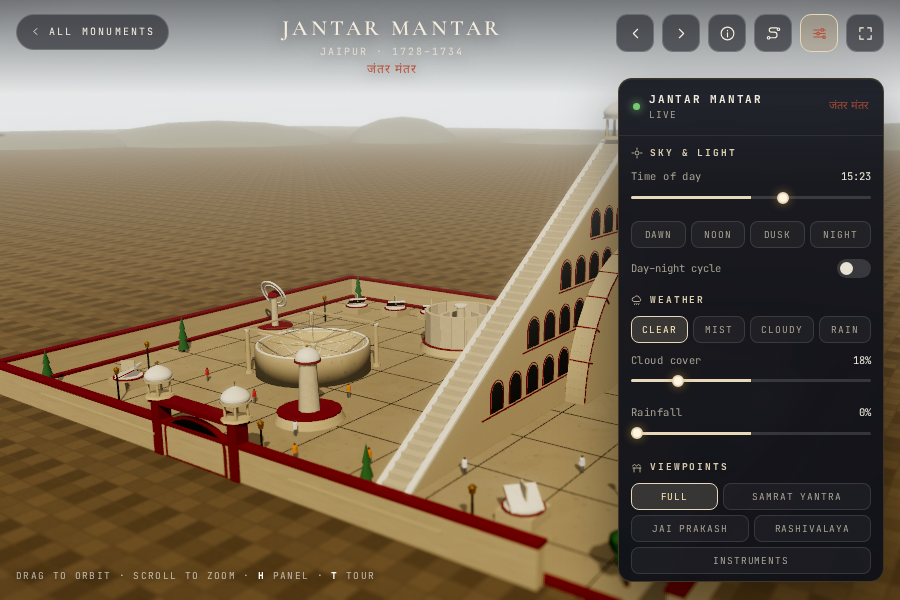 ALL MONUMENTS
JANTAR MANTAR
JAIPUR · 1728–1734
जंतर मंतर
JANTAR MANTAR
LIVE
जंतर मंतर
SKY & LIGHT
Time of day 15:23
DAWN NOON DUSK NIGHT
Day-night cycle
WEATHER
CLEAR MIST CLOUDY RAIN
Cloud cover 18%
Rainfall 0%
VIEWPOINTS
FULL SAMRAT YANTRA
JAI PRAKASH RASHIVALAYA
INSTRUMENTS
DRAG TO ORBIT · SCROLL TO ZOOM · H PANEL · T TOUR